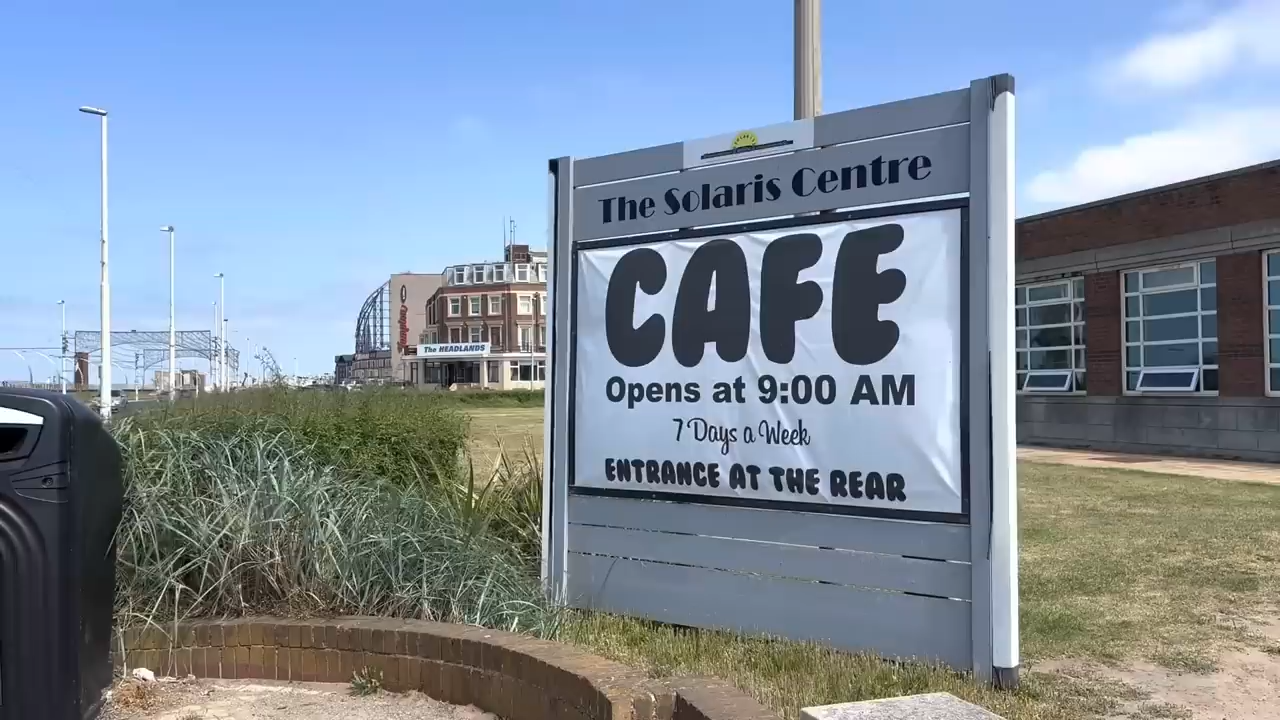 The Solaris Centre
CAFE
Opens at 9:00 AM
7 Days a Week
ENTRANCE AT THE REAR
The HEADLANDS